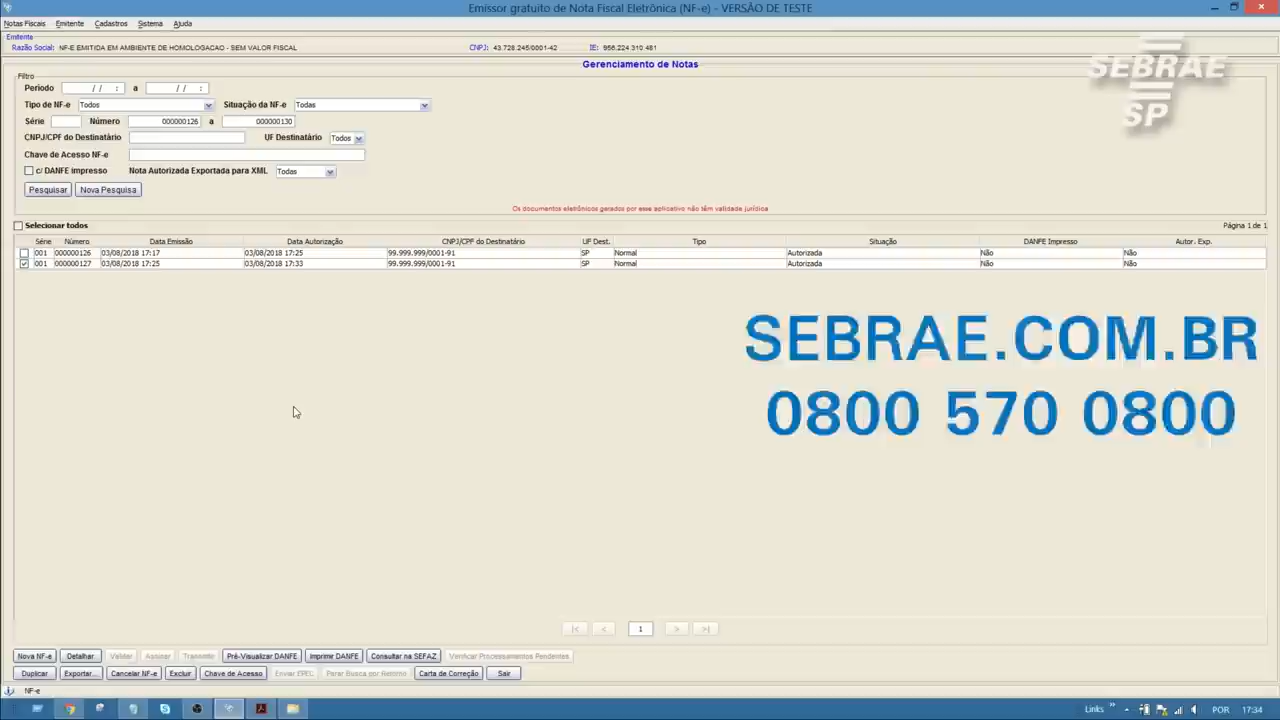 Emissor gratuito de Nota Fiscal Eletrônica (NF-e) - VERSÃO DE TESTE
Notas Fiscais Emitente Cadastros Sistema Ajuda
Emitente
Razão Social: NF-E EMITIDA EM AMBIENTE DE HOMOLOGACAO - SEM VALOR FISCAL CNPJ: 43.728.245/0001-42 IE: 956.224.310.481
Gerenciamento de Notas
SEBRAE
SP
Filtro
Período / / : a / / :
Tipo de NF-e Todos Situação da NF-e Todas
Série Número 000000126 a 000000130
CNPJ/CPF do Destinatário UF Destinatário Todos
Chave de Acesso NF-e
c/ DANFE impresso Nota Autorizada Exportada para XML Todas
Pesquisar Nova Pesquisa
Os documentos eletrônicos gerados por esse aplicativo não têm validade jurídica
Selecionar todos Página 1 de 1
Série Número Data Emissão Data Autorização CNPJ/CPF do Destinatário UF Dest. Tipo Situação DANFE Impresso Autor. Exp.
001 000000126 03/08/2018 17:17 03/08/2018 17:25 99.999.999/0001-91 SP Normal Autorizada Não Não
001 000000127 03/08/2018 17:25 03/08/2018 17:33 99.999.999/0001-91 SP Normal Autorizada Não Não
SEBRAE.COM.BR
0800 570 0800
|< < 1 > >|
Nova NF-e Detalhar Validar Assinar Transmitir Pré-Visualizar DANFE Imprimir DANFE Consultar na SEFAZ Verificar Processamentos Pendentes
Duplicar Exportar... Cancelar NF-e Excluir Chave de Acesso Enviar EPEC Parar Busca por Retorno Carta de Correção Sair
NF-e
Links POR 17:34